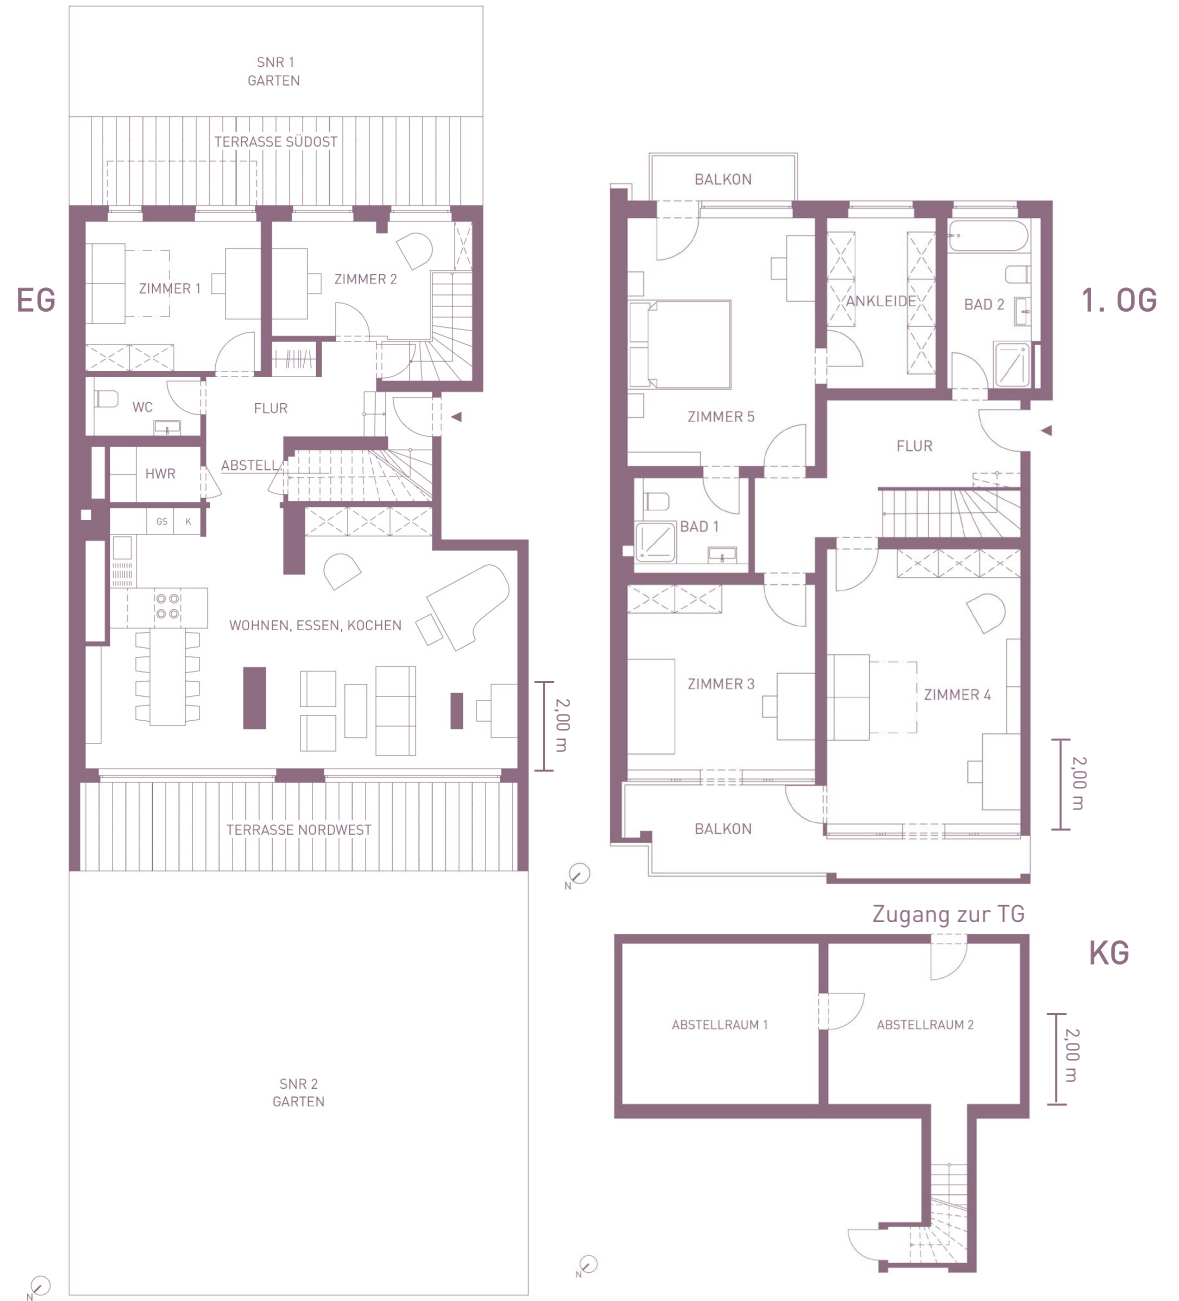 SNR 1
GARTEN
TERRASSE SÜDOST
EG
ZIMMER 1
ZIMMER 2
WC
FLUR
HWR
ABSTELL.
GS
K
WOHNEN, ESSEN, KOCHEN
2,00 m
TERRASSE NORDWEST
SNR 2
GARTEN
N
BALKON
1. OG
ANKLEIDE
BAD 2
ZIMMER 5
FLUR
BAD 1
ZIMMER 3
ZIMMER 4
2,00 m
BALKON
N
Zugang zur TG
KG
ABSTELLRAUM 1
ABSTELLRAUM 2
2,00 m
N